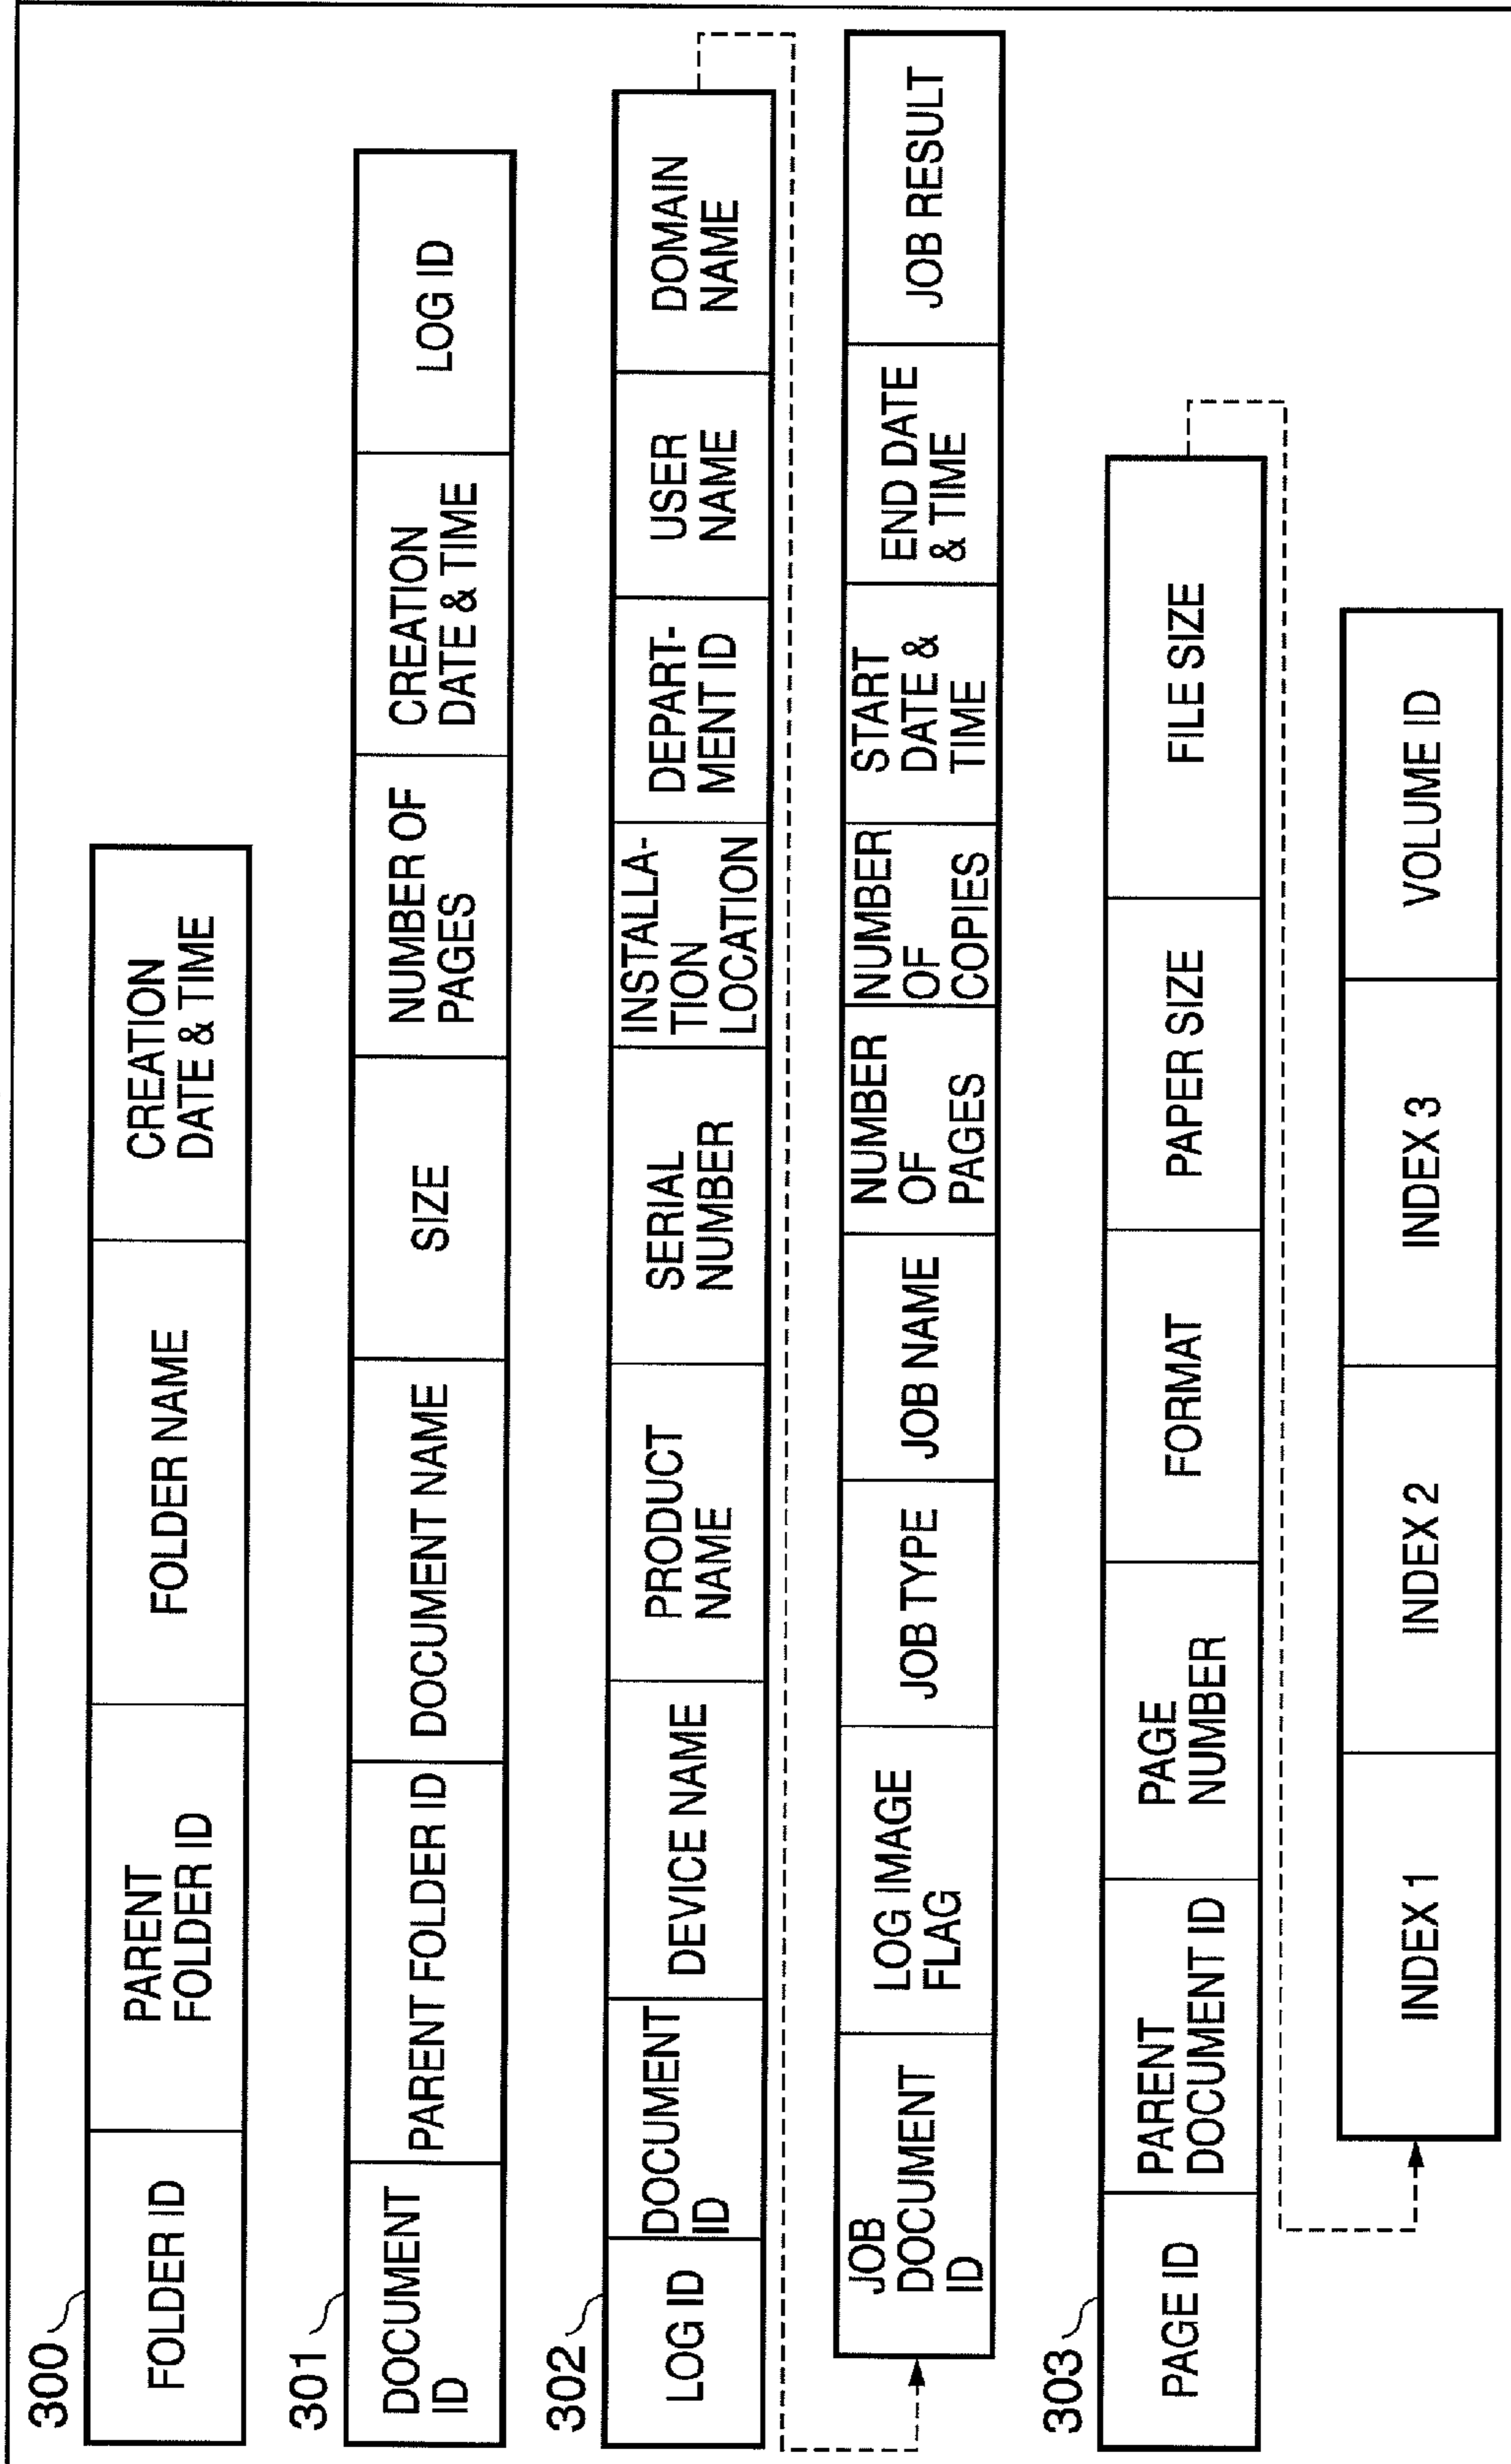 300
FOLDER ID
PARENT
FOLDER ID
FOLDER NAME
CREATION
DATE & TIME
301
DOCUMENT
ID
PARENT FOLDER ID
DOCUMENT NAME
SIZE
NUMBER OF
PAGES
CREATION
DATE & TIME
LOG ID
302
LOG ID
DOCUMENT
ID
DEVICE NAME
PRODUCT
NAME
SERIAL
NUMBER
INSTALLA-
TION
LOCATION
DEPART-
MENT ID
USER
NAME
DOMAIN
NAME
JOB
DOCUMENT
ID
LOG IMAGE
FLAG
JOB TYPE
JOB NAME
NUMBER
OF
PAGES
NUMBER
OF
COPIES
START
DATE &
TIME
END DATE
& TIME
JOB RESULT
303
PAGE ID
PARENT
DOCUMENT ID
PAGE
NUMBER
FORMAT
PAPER SIZE
FILE SIZE
INDEX 1
INDEX 2
INDEX 3
VOLUME ID